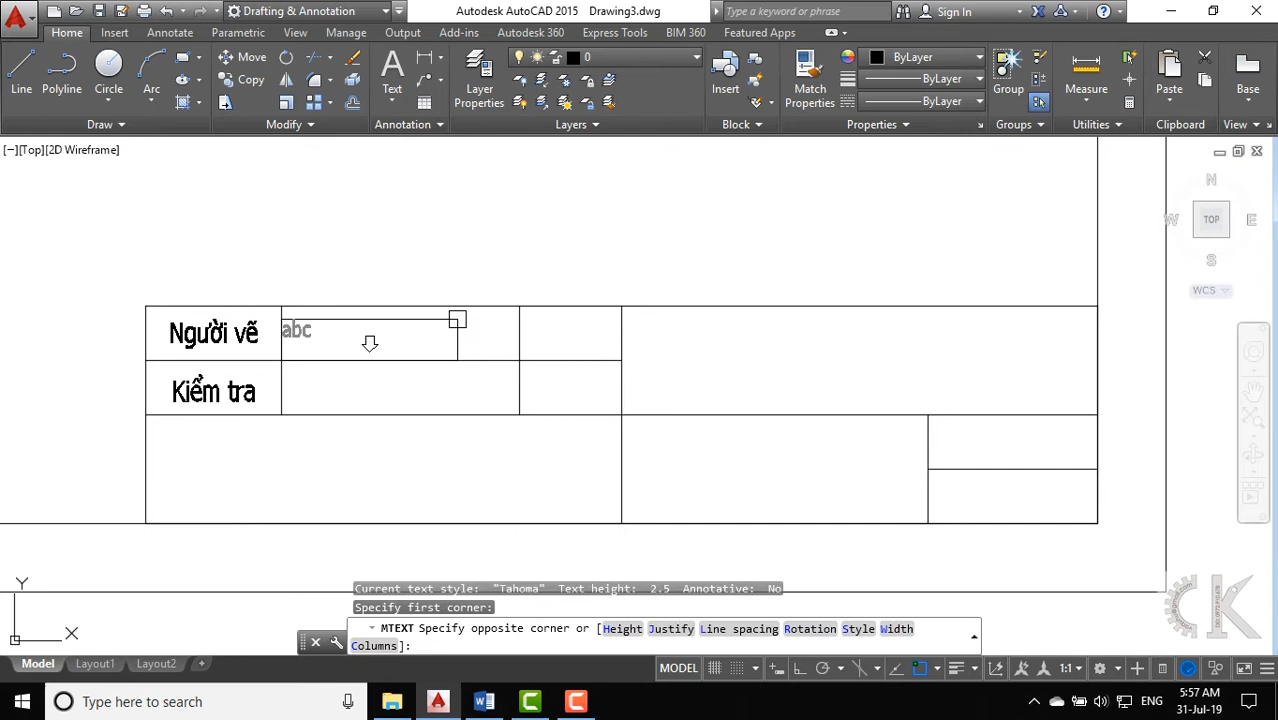 Drafting & Annotation
Autodesk AutoCAD 2015 Drawing3.dwg
Type a keyword or phrase
Sign In
Home Insert Annotate Parametric View Manage Output Add-ins Autodesk 360 Express Tools BIM 360 Featured Apps
Line
Polyline
Circle
Arc
Move
Copy
Text
Layer
Properties
0
Insert
Match
Properties
ByLayer
ByLayer
ByLayer
Group
Measure
Paste
Base
Draw Modify Annotation Layers Block Properties Groups Utilities Clipboard View
[−][Top][2D Wireframe]
N
W TOP E
S
WCS
Người vẽ
abc
Kiểm tra
Y
X
Current text style: "Tahoma" Text height: 2.5 Annotative: No
Specify first corner:
MTEXT Specify opposite corner or [Height Justify Line spacing Rotation Style Width
Columns]:
Model Layout1 Layout2 +
MODEL
1:1
Type here to search
ENG
5:57 AM
31-Jul-19